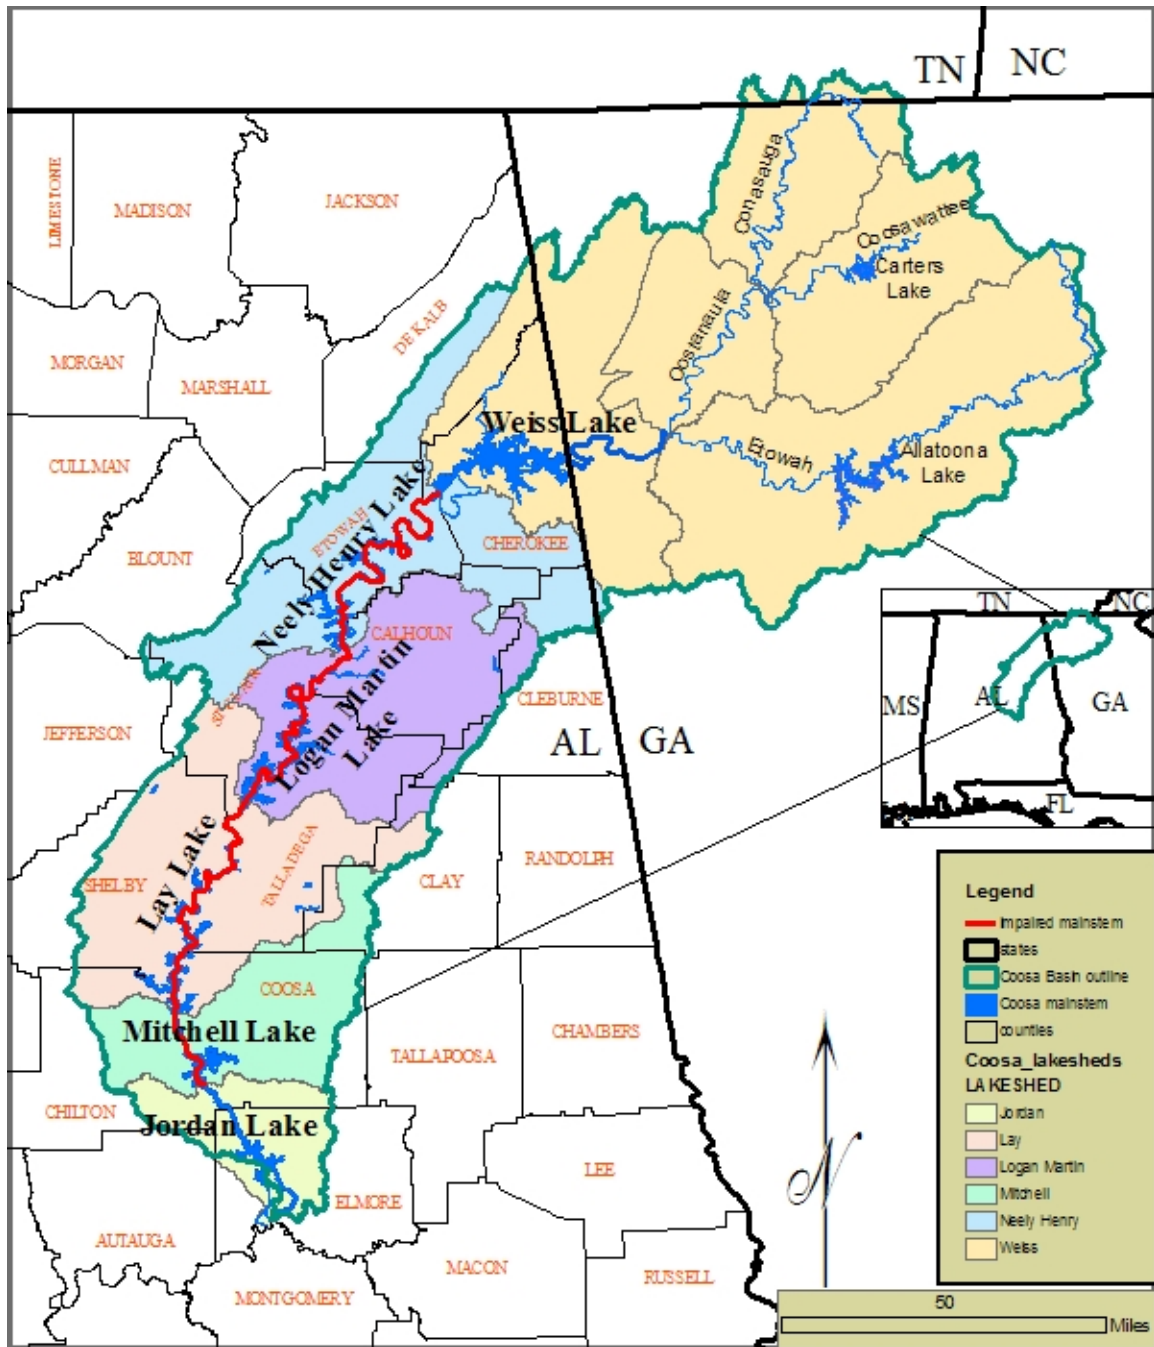 TN
NC
LIMESTONE
MADISON
JACKSON
Conasauga
Coosawattee
Carters
Lake
DE KALB
Oostanaula
MORGAN
MARSHALL
Weiss Lake
CULLMAN
Etowah
Allatoona
Lake
ETOWAH
Neely Henry Lake
CHEROKEE
BLOUNT
TN
NC
CALHOUN
CLEBURNE
MS
AL
GA
JEFFERSON
Logan Martin
Lake
AL
GA
FL
Lay Lake
TALLADEGA
RANDOLPH
SHELBY
CLAY
Legend
Impaired mainstem
states
Coosa Basin outline
Coosa mainstem
counties
Coosa_lakesheds
LAKESHED
Jordan
Lay
Logan Martin
Mitchell
Neely Henry
Weiss
COOSA
Mitchell Lake
CHAMBERS
TALLAPOOSA
CHILTON
Jordan Lake
LEE
ELMORE
N
AUTAUGA
MACON
RUSSELL
MONTGOMERY
50
Miles